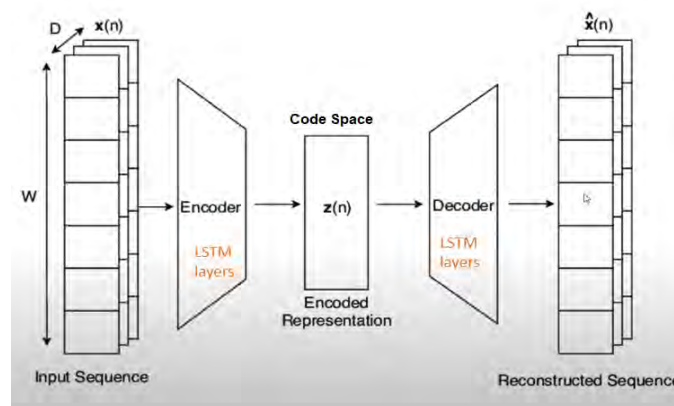 D
x(n)
x̂(n)
W
Code Space
Encoder
z(n)
Decoder
LSTM
layers
LSTM
layers
Encoded
Representation
Input Sequence
Reconstructed Sequence